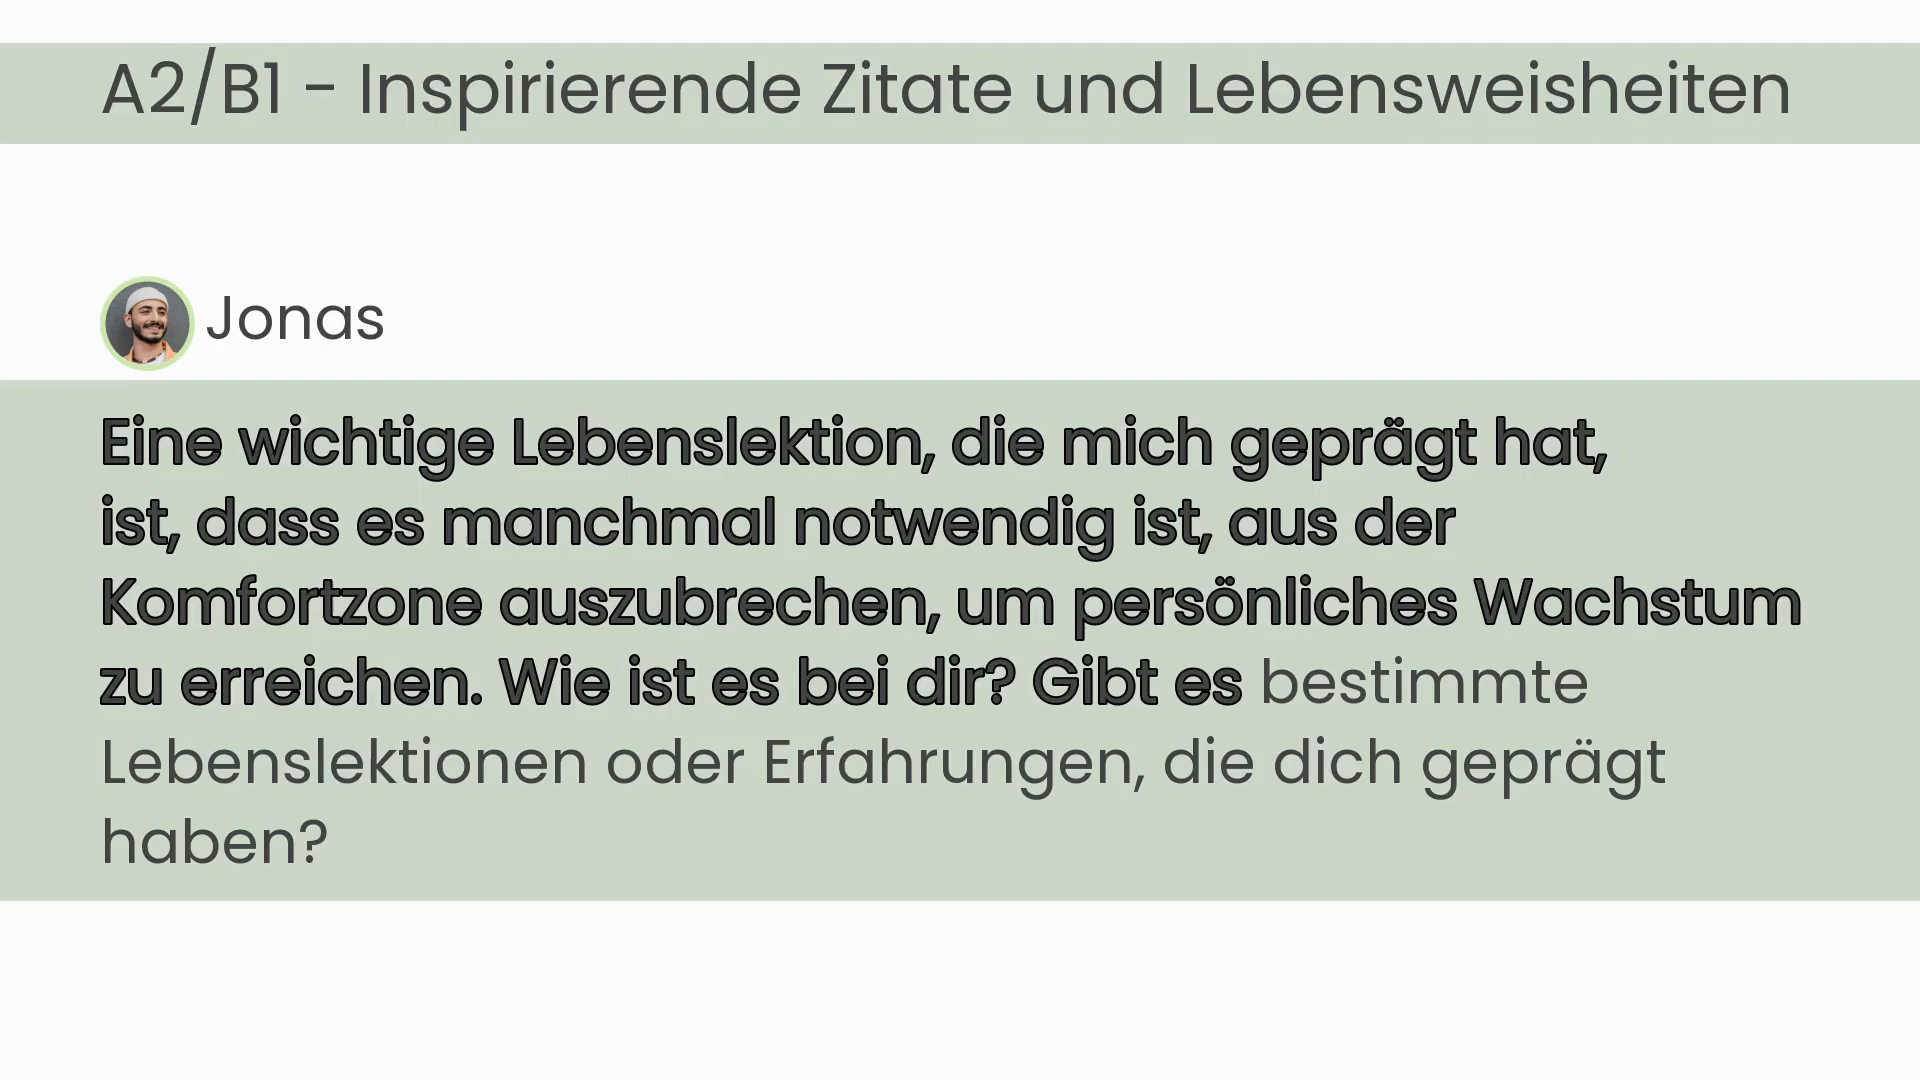 A2/B1 - Inspirierende Zitate und Lebensweisheiten
Jonas
Eine wichtige Lebenslektion, die mich geprägt hat,
ist, dass es manchmal notwendig ist, aus der
Komfortzone auszubrechen, um persönliches Wachstum
zu erreichen. Wie ist es bei dir? Gibt es bestimmte
Lebenslektionen oder Erfahrungen, die dich geprägt
haben?